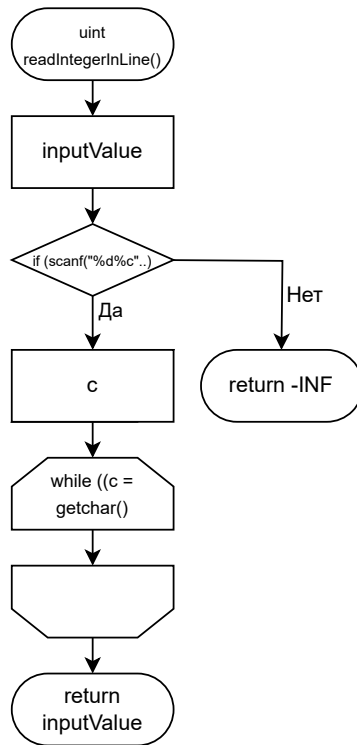 uint
readIntegerInLine()
inputValue
if (scanf("%d%c"..)
Нет
Да
c
return -INF
while ((c =
getchar()
return
inputValue